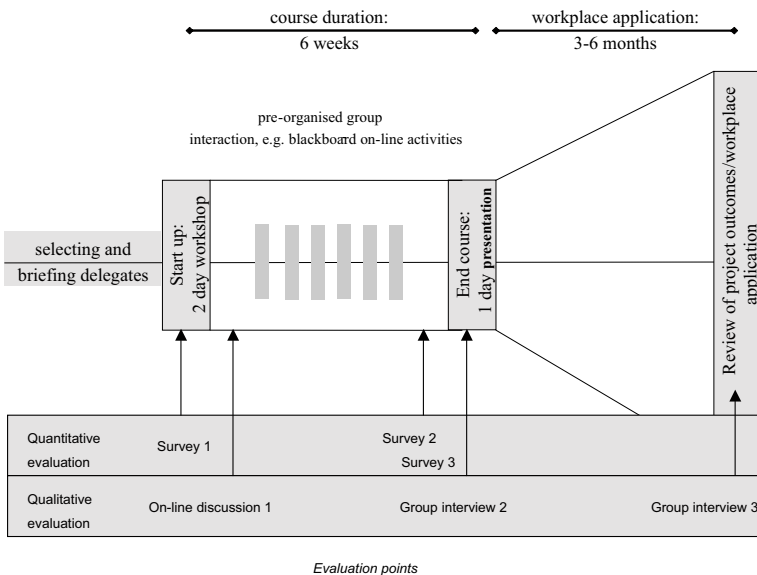 course duration:
6 weeks
workplace application:
3-6 months
pre-organised group
interaction, e.g. blackboard on-line activities
selecting and
briefing delegates
Start up:
2 day workshop
End course:
1 day presentation
Review of project outcomes/workplace
application
Quantitative
evaluation
Survey 1
Survey 2
Survey 3
Qualitative
evaluation
On-line discussion 1
Group interview 2
Group interview 3
Evaluation points